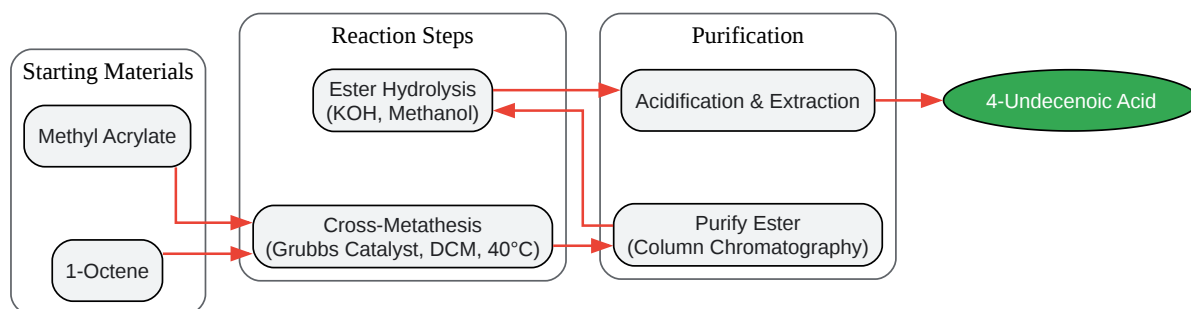 Starting Materials
Methyl Acrylate
1-Octene
Reaction Steps
Ester Hydrolysis
(KOH, Methanol)
Cross-Metathesis
(Grubbs Catalyst, DCM, 40°C)
Purification
Acidification & Extraction
Purify Ester
(Column Chromatography)
4-Undecenoic Acid